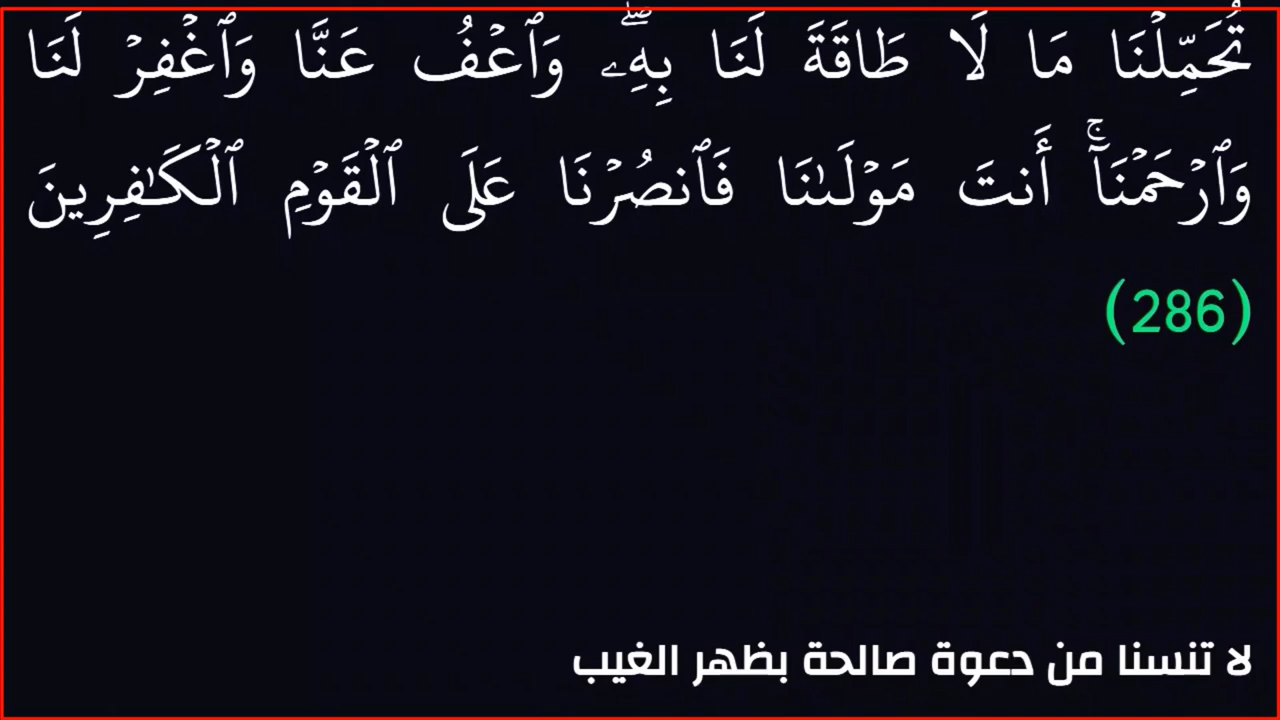 تُحَمِّلْنَا مَا لَا طَاقَةَ لَنَا بِهِۦۖ وَٱعْفُ عَنَّا وَٱغْفِرْ لَنَا
وَٱرْحَمْنَآۚ أَنتَ مَوْلَىٰنَا فَٱنصُرْنَا عَلَى ٱلْقَوْمِ ٱلْكَـٰفِرِينَ
(286)
لا تنسنا من دعوة صالحة بظهر الغيب